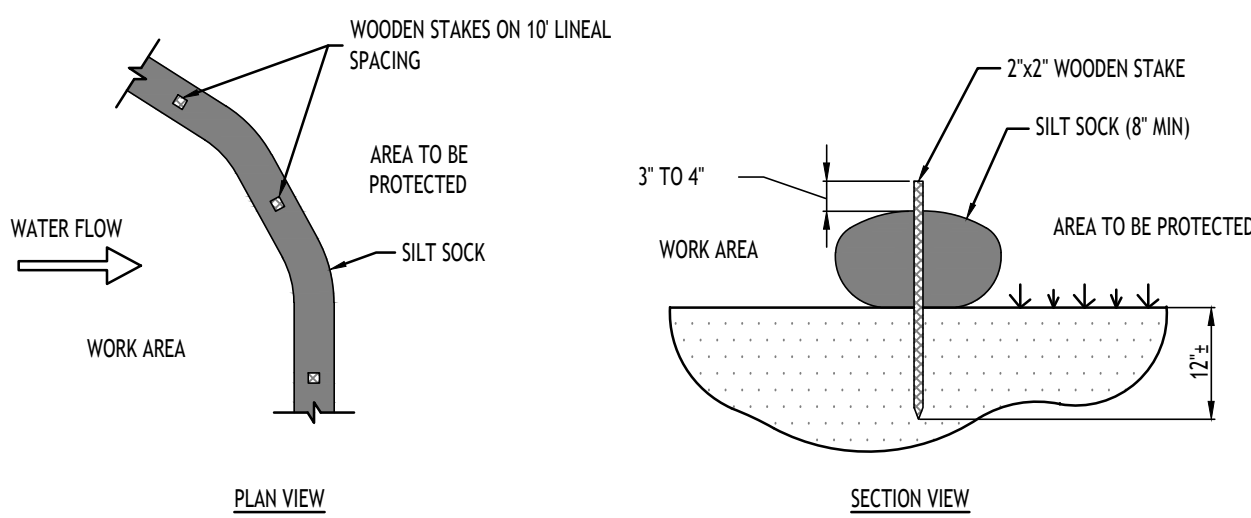 WOODEN STAKES ON 10' LINEAL
SPACING
AREA TO BE
PROTECTED
WATER FLOW
SILT SOCK
WORK AREA
PLAN VIEW
2"x2" WOODEN STAKE
SILT SOCK (8" MIN)
3" TO 4"
AREA TO BE PROTECTED
WORK AREA
12"±
SECTION VIEW